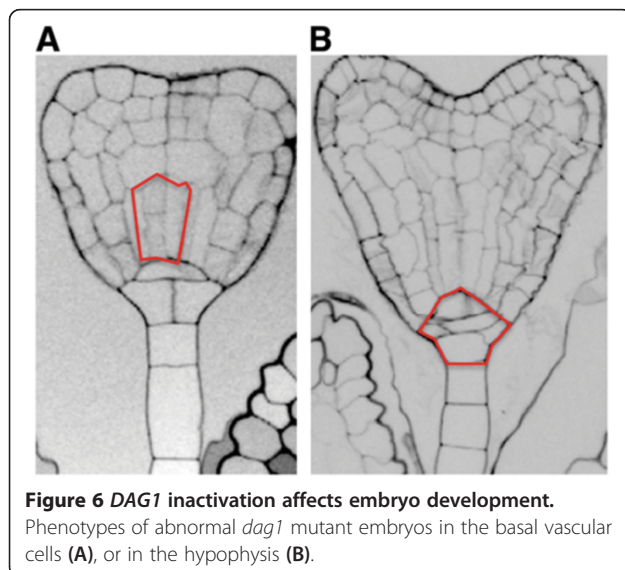 A
B
Figure 6 DAG1 inactivation affects embryo development.
Phenotypes of abnormal dag1 mutant embryos in the basal vascular
cells (A), or in the hypophysis (B).